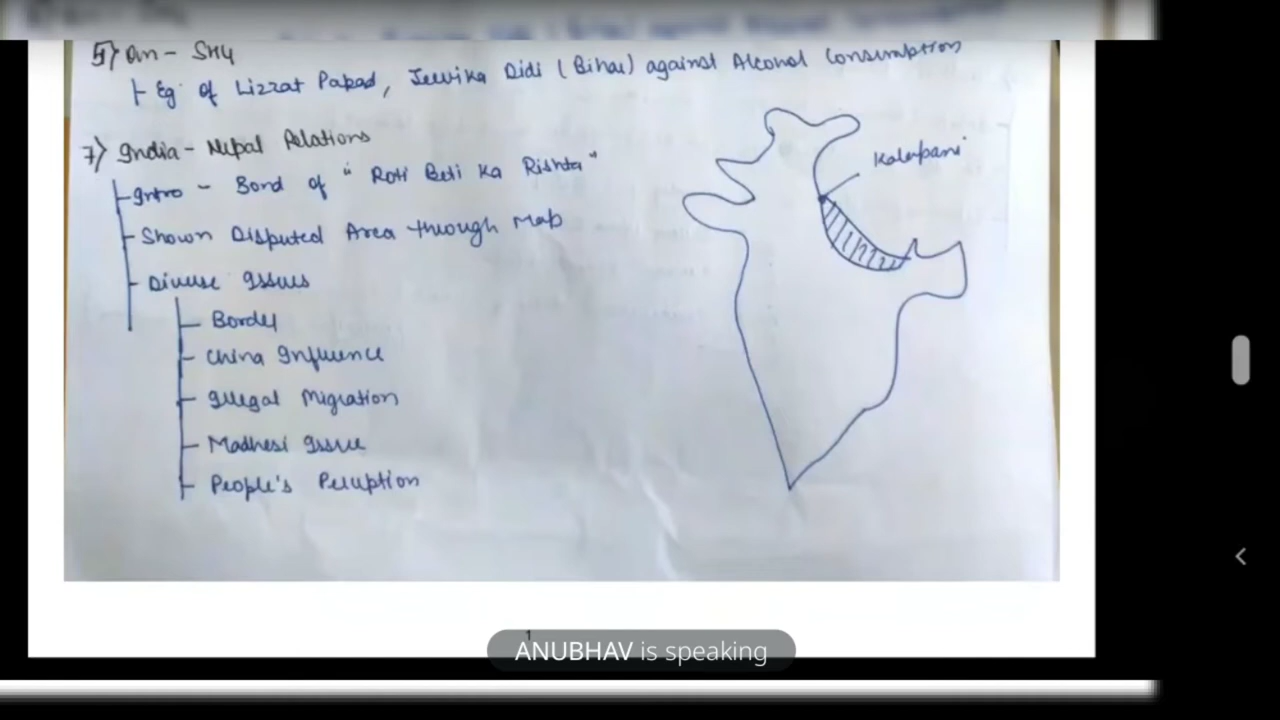 5) Qn - SHG
Eg of Lizzat Papad, Jeevika Didi (Bihar) against Alcohol Consumption
7) India - Nepal Relations
Intro - Bond of "Roti Beti Ka Rishta"
Kalapani
Shown Disputed Area through Map
Diverse Issues
Border
China Influence
Illegal Migration
Madhesi Issue
People's Perception
1
ANUBHAV is speaking